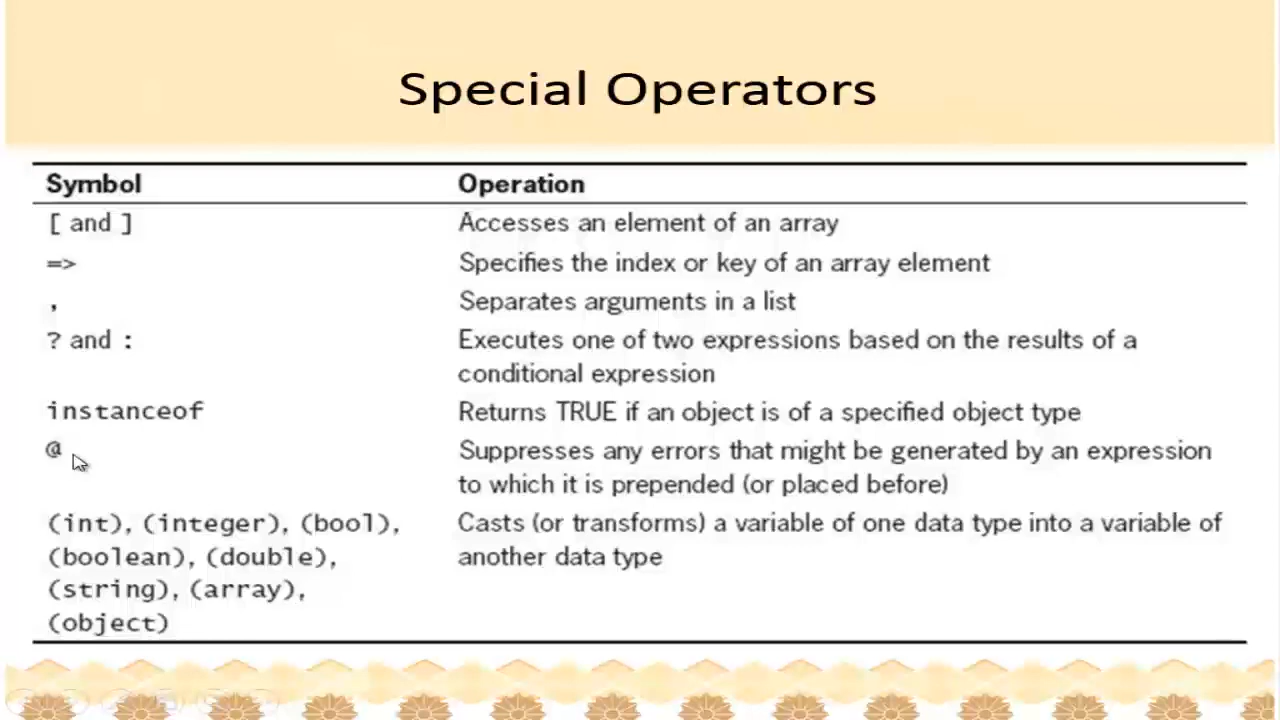 Special Operators
Symbol Operation
[ and ] Accesses an element of an array
=> Specifies the index or key of an array element
, Separates arguments in a list
? and : Executes one of two expressions based on the results of a
conditional expression
instanceof Returns TRUE if an object is of a specified object type
@ Suppresses any errors that might be generated by an expression
to which it is prepended (or placed before)
(int), (integer), (bool), Casts (or transforms) a variable of one data type into a variable of
(boolean), (double), another data type
(string), (array),
(object)